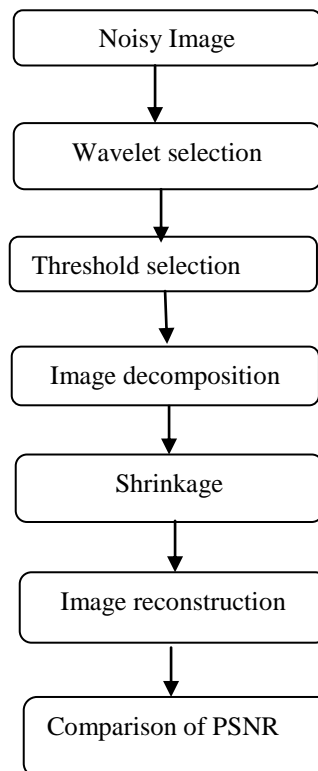 Noisy Image
Wavelet selection
Threshold selection
Image decomposition
Shrinkage
Image reconstruction
Comparison of PSNR